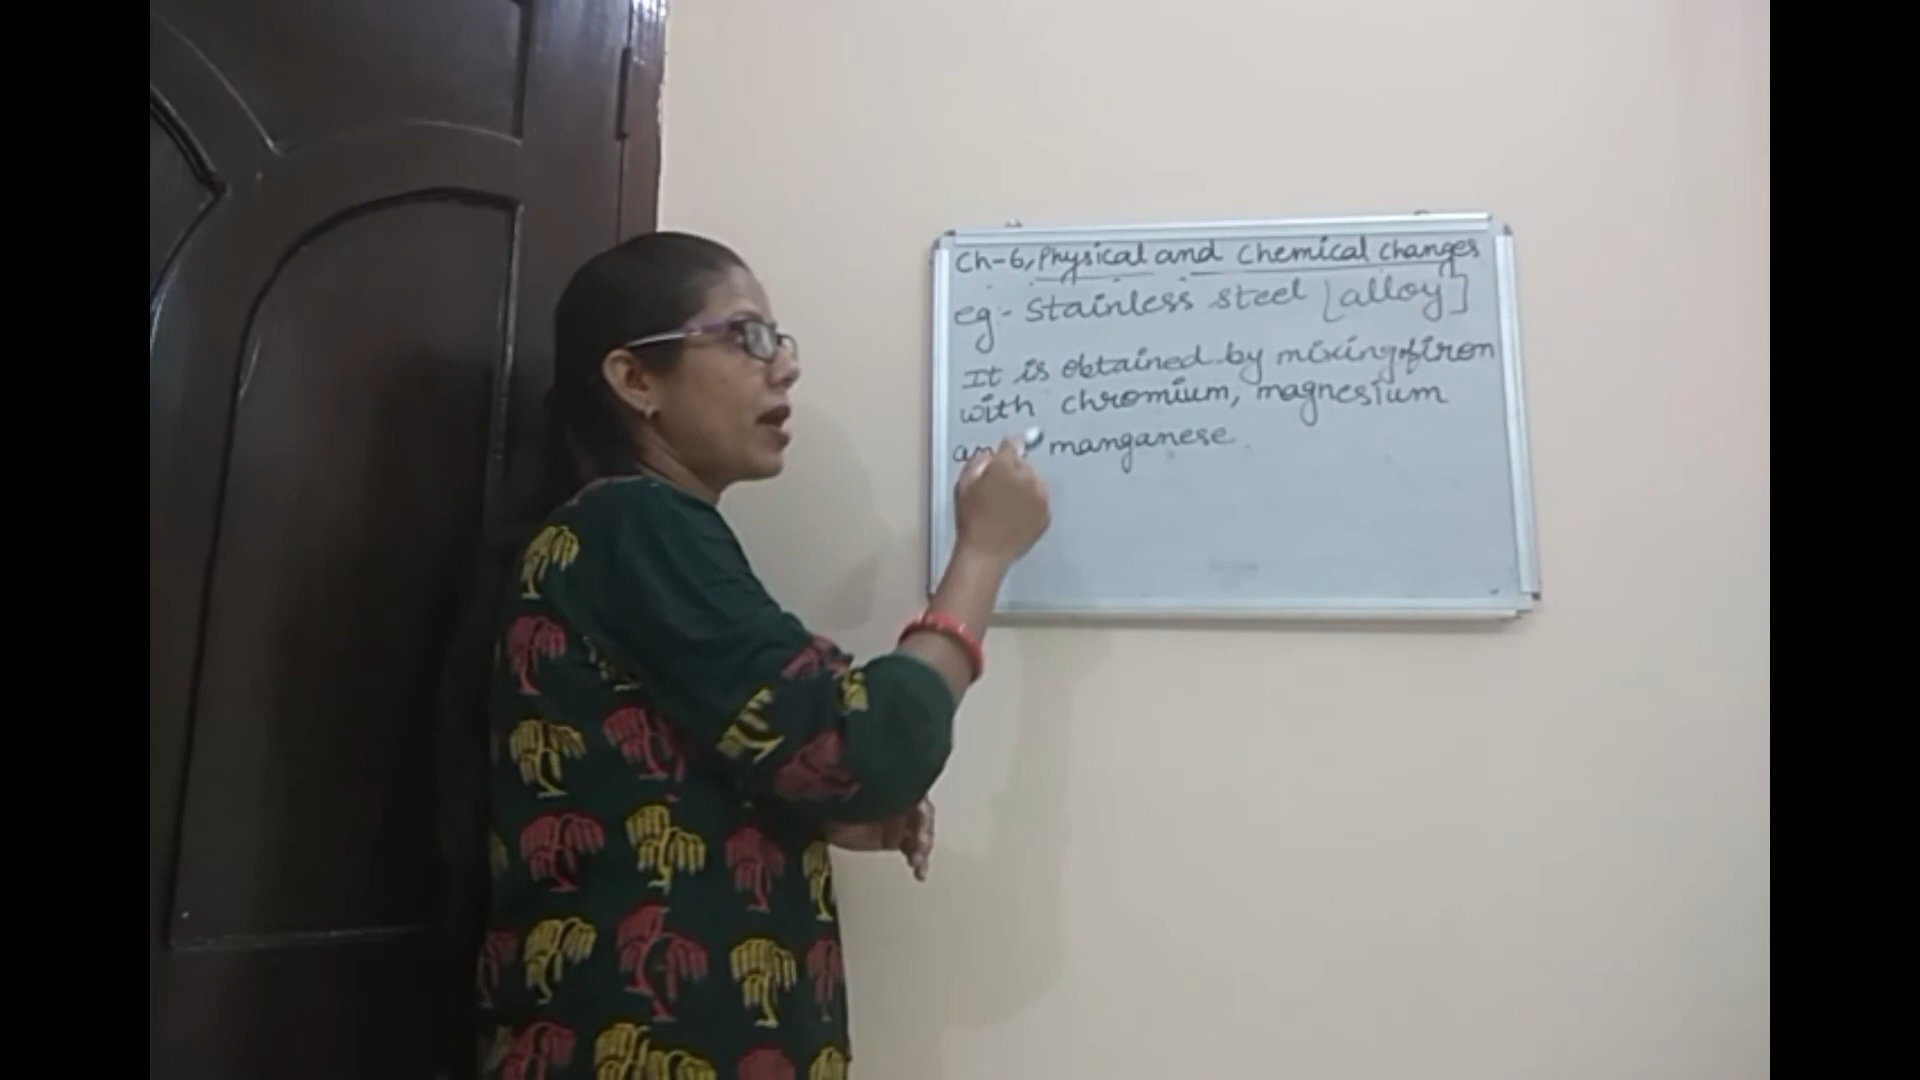 Ch-6, Physical and Chemical Changes
eg:- Stainless steel [alloy]
It is obtained by mixing of iron
with chromium, magnesium
and manganese.